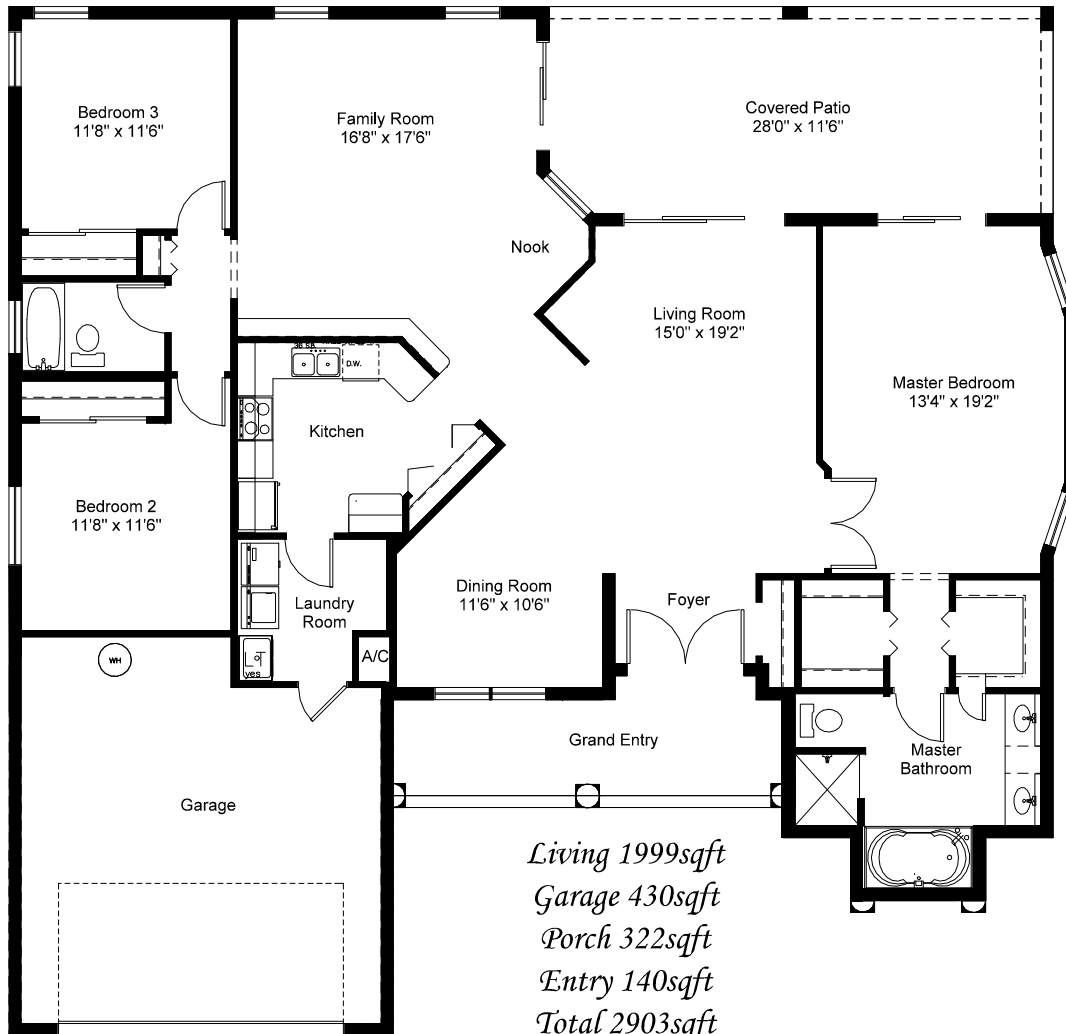 Bedroom 3
11'8" x 11'6"
Family Room
16'8" x 17'6"
Covered Patio
28'0" x 11'6"
Nook
Living Room
15'0" x 19'2"
Master Bedroom
13'4" x 19'2"
36 S.B.
D.W.
Kitchen
Bedroom 2
11'8" x 11'6"
Dining Room
11'6" x 10'6"
Foyer
Laundry
Room
A/C
yes
WH
Grand Entry
Master
Bathroom
Garage
Living 1999sqft
Garage 430sqft
Porch 322sqft
Entry 140sqft
Total 2903sqft